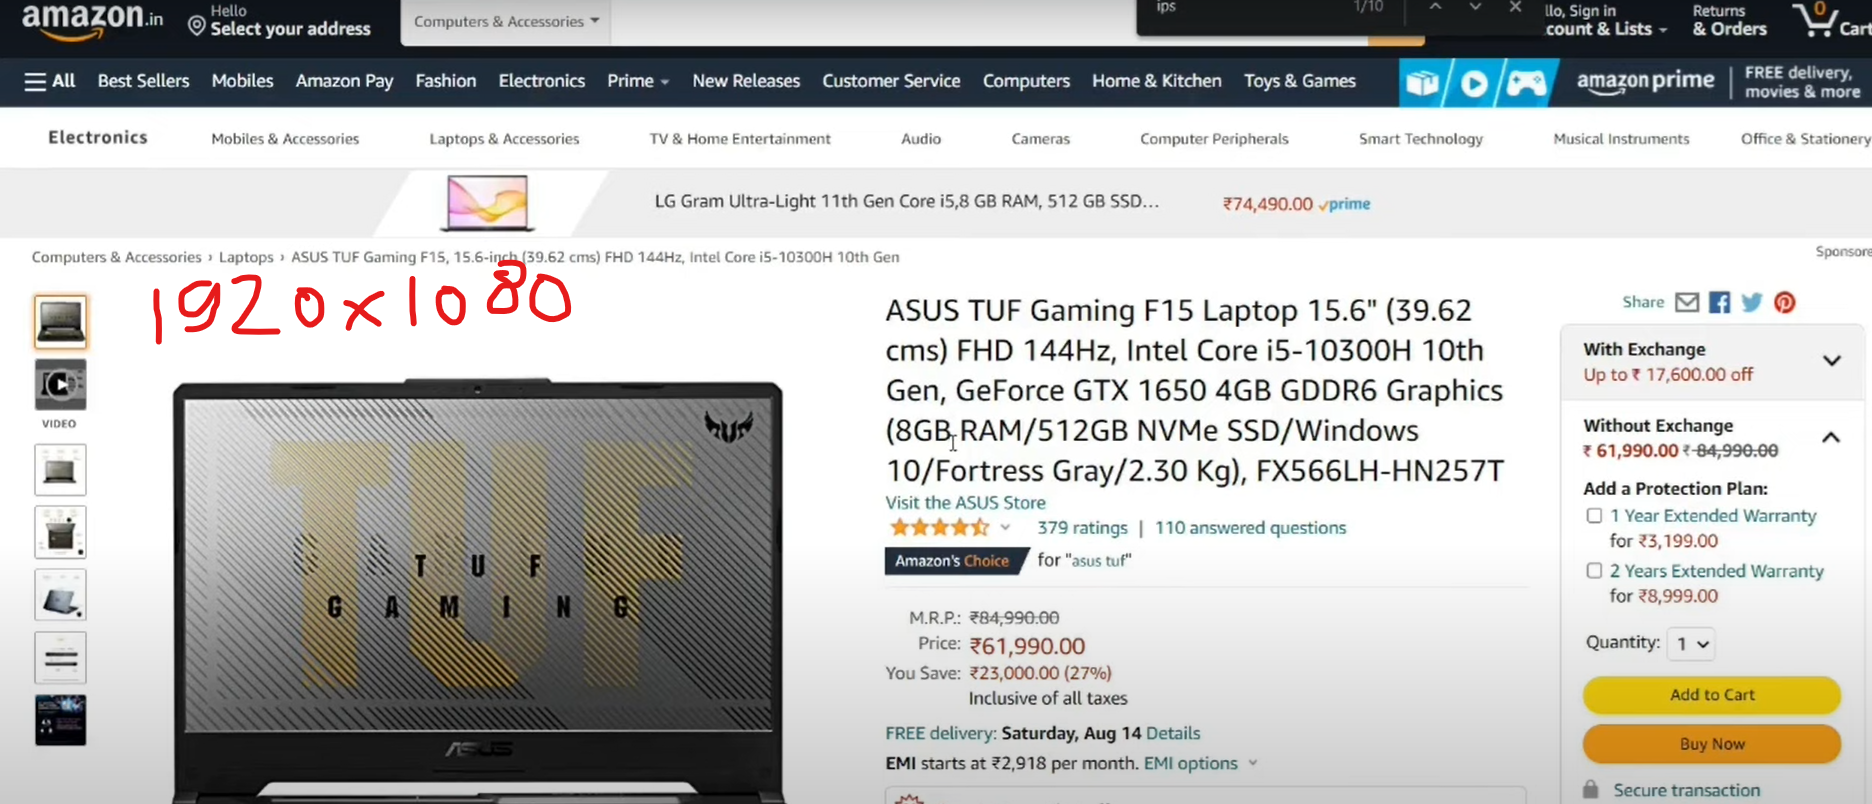 amazon.in
Hello
Select your address
Computers & Accessories
ips
1/10
llo, Sign in
count & Lists
Returns
& Orders
0
Cart
All
Best Sellers
Mobiles
Amazon Pay
Fashion
Electronics
Prime
New Releases
Customer Service
Computers
Home & Kitchen
Toys & Games
amazon prime
FREE delivery,
movies & more
Electronics
Mobiles & Accessories
Laptops & Accessories
TV & Home Entertainment
Audio
Cameras
Computer Peripherals
Smart Technology
Musical Instruments
Office & Stationery
LG Gram Ultra-Light 11th Gen Core i5,8 GB RAM, 512 GB SSD...
₹74,490.00 prime
Computers & Accessories › Laptops › ASUS TUF Gaming F15, 15.6-inch (39.62 cms) FHD 144Hz, Intel Core i5-10300H 10th Gen
Sponsore
1920x1080
VIDEO
TUF
TUF
GAMING
ASUS
ASUS TUF Gaming F15 Laptop 15.6" (39.62
cms) FHD 144Hz, Intel Core i5-10300H 10th
Gen, GeForce GTX 1650 4GB GDDR6 Graphics
(8GB RAM/512GB NVMe SSD/Windows
10/Fortress Gray/2.30 Kg), FX566LH-HN257T
Visit the ASUS Store
379 ratings | 110 answered questions
Amazon's Choice for "asus tuf"
M.R.P.: ₹84,990.00
Price: ₹61,990.00
You Save: ₹23,000.00 (27%)
Inclusive of all taxes
FREE delivery: Saturday, Aug 14 Details
EMI starts at ₹2,918 per month. EMI options
Share
With Exchange
Up to ₹ 17,600.00 off
Without Exchange
₹ 61,990.00 ₹ 84,990.00
Add a Protection Plan:
1 Year Extended Warranty
for ₹3,199.00
2 Years Extended Warranty
for ₹8,999.00
Quantity: 1
Add to Cart
Buy Now
Secure transaction